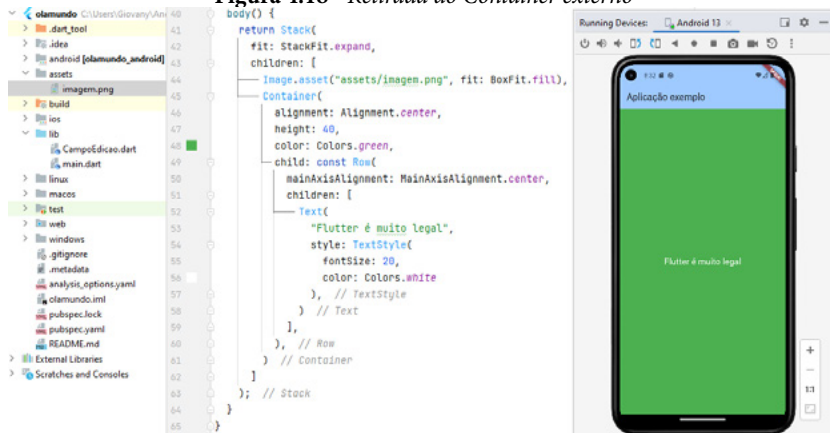 Figura 4.18 - Retirada do Container externo
olamundo C:\Users\Giovany\An
.dart_tool
.idea
android [olamundo_android]
assets
imagem.png
build
ios
lib
CampoEdicao.dart
main.dart
linux
macos
test
web
windows
.gitignore
.metadata
analysis_options.yaml
olamundo.iml
pubspec.lock
pubspec.yaml
README.md
External Libraries
Scratches and Consoles
40 body() {
41 return Stack(
42 fit: StackFit.expand,
43 children: [
44 Image.asset("assets/imagem.png", fit: BoxFit.fill),
45 Container(
46 alignment: Alignment.center,
47 height: 40,
48 color: Colors.green,
49 child: const Row(
50 mainAxisAlignment: MainAxisAlignment.center,
51 children: [
52 Text(
53 "Flutter é muito legal",
54 style: TextStyle(
55 fontSize: 20,
56 color: Colors.white
57 ), // TextStyle
58 ) // Text
59 ],
60 ), // Row
61 ) // Container
62 ]
63 ); // Stack
64 }
65 }
Running Devices: Android 13
9:32
Aplicação exemplo
Flutter é muito legal
1:1